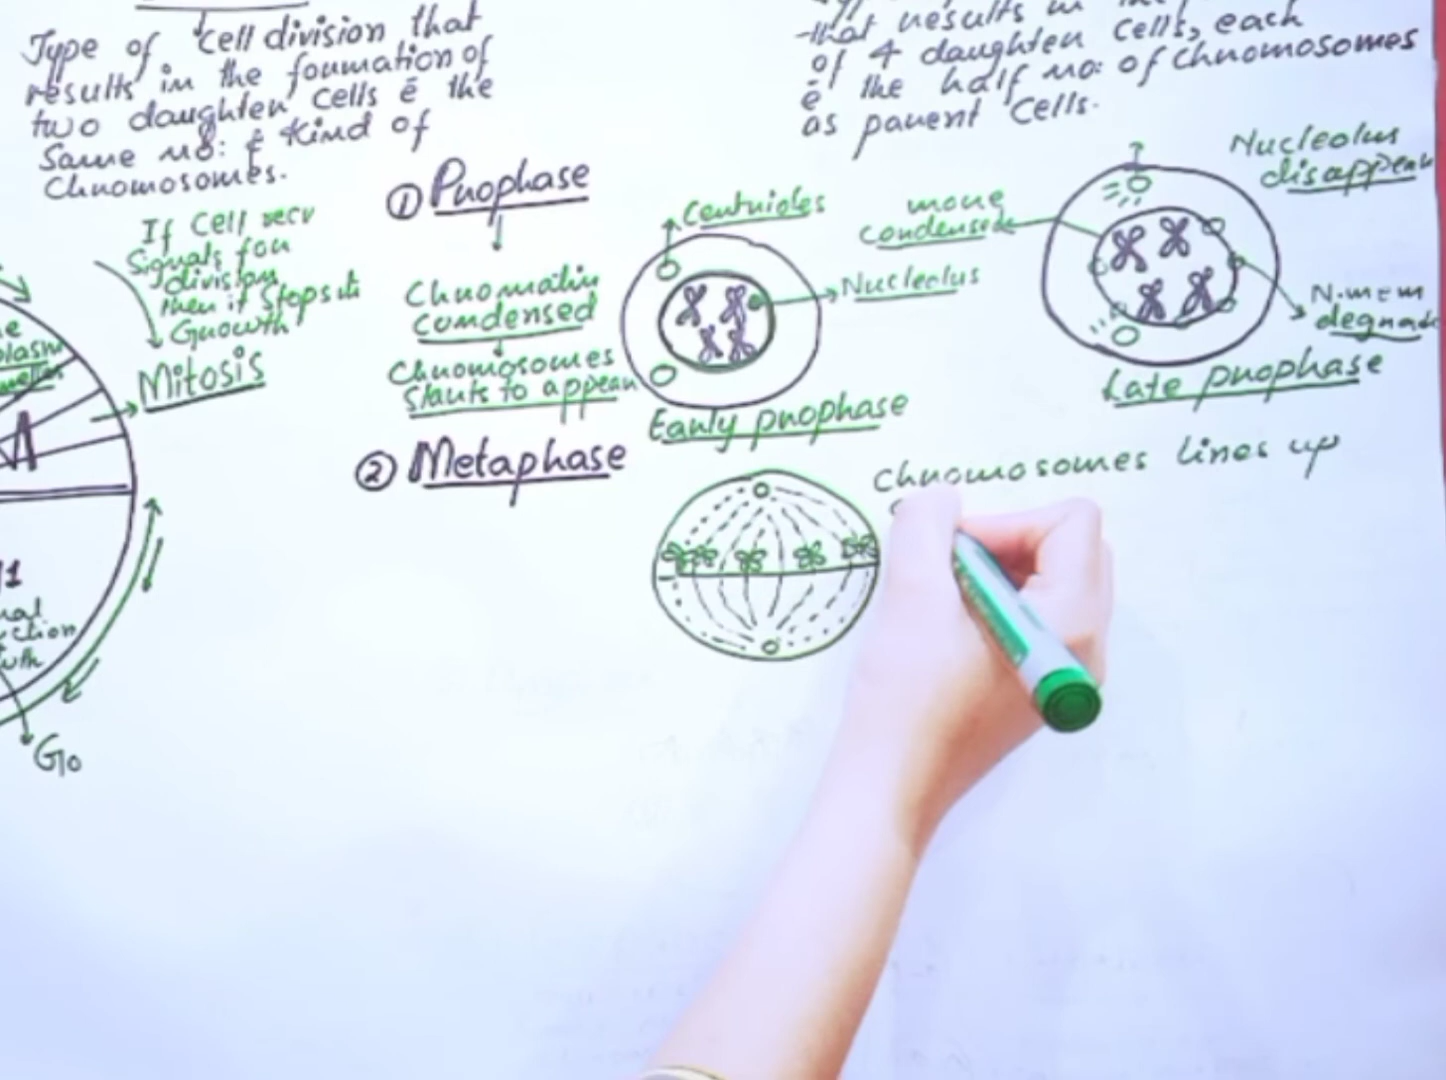 Type of cell division that
results in the formation of
two daughter cells ē the
Same no: & kind of
Chromosomes.
that results in
of 4 daughter cells, each
ē the half no: of chromosomes
as parent cells.
① Prophase
Chromatin
condensed
Chromosomes
Starts to appear
Centrioles
Nucleolus
Early prophase
more
condensed
Nucleolus
disappear
N.mem
degrade
Late prophase
If cell recv
Signals for
division
then it stops it
Growth
Mitosis
② Metaphase
Chromosomes lines up
G0